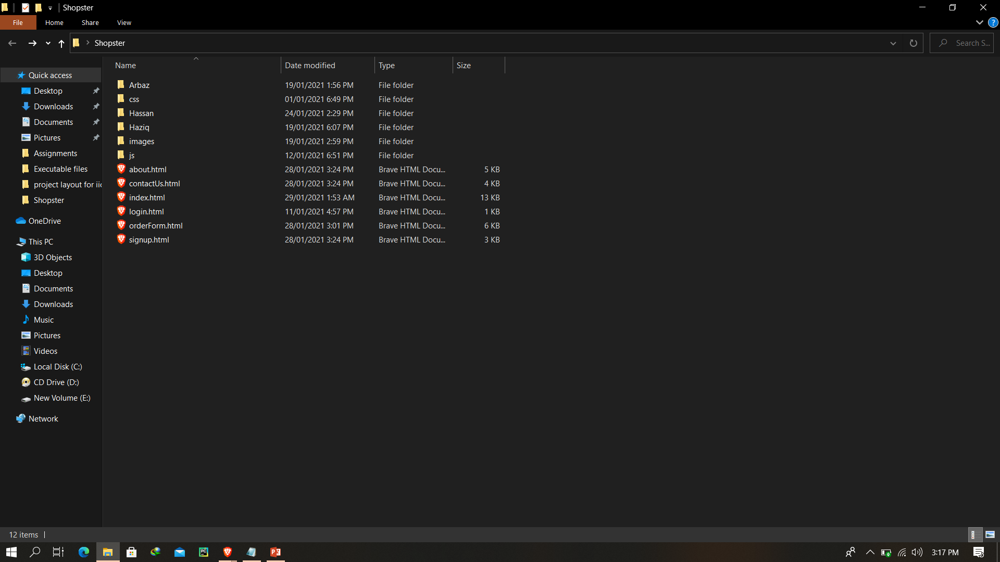 Shopster
File Home Share View
Shopster
Search S...
Name Date modified Type Size
Quick access
Desktop
Downloads
Documents
Pictures
Assignments
Executable files
project layout for iic
Shopster
OneDrive
This PC
3D Objects
Desktop
Documents
Downloads
Music
Pictures
Videos
Local Disk (C:)
CD Drive (D:)
New Volume (E:)
Network
Arbaz 19/01/2021 1:56 PM File folder
css 01/01/2021 6:49 PM File folder
Hassan 24/01/2021 2:29 PM File folder
Haziq 19/01/2021 6:07 PM File folder
images 19/01/2021 2:59 PM File folder
js 12/01/2021 6:51 PM File folder
about.html 28/01/2021 3:24 PM Brave HTML Docu... 5 KB
contactUs.html 28/01/2021 3:24 PM Brave HTML Docu... 4 KB
index.html 29/01/2021 1:53 AM Brave HTML Docu... 13 KB
login.html 11/01/2021 4:57 PM Brave HTML Docu... 1 KB
orderForm.html 28/01/2021 3:01 PM Brave HTML Docu... 6 KB
signup.html 28/01/2021 3:24 PM Brave HTML Docu... 3 KB
12 items
3:17 PM